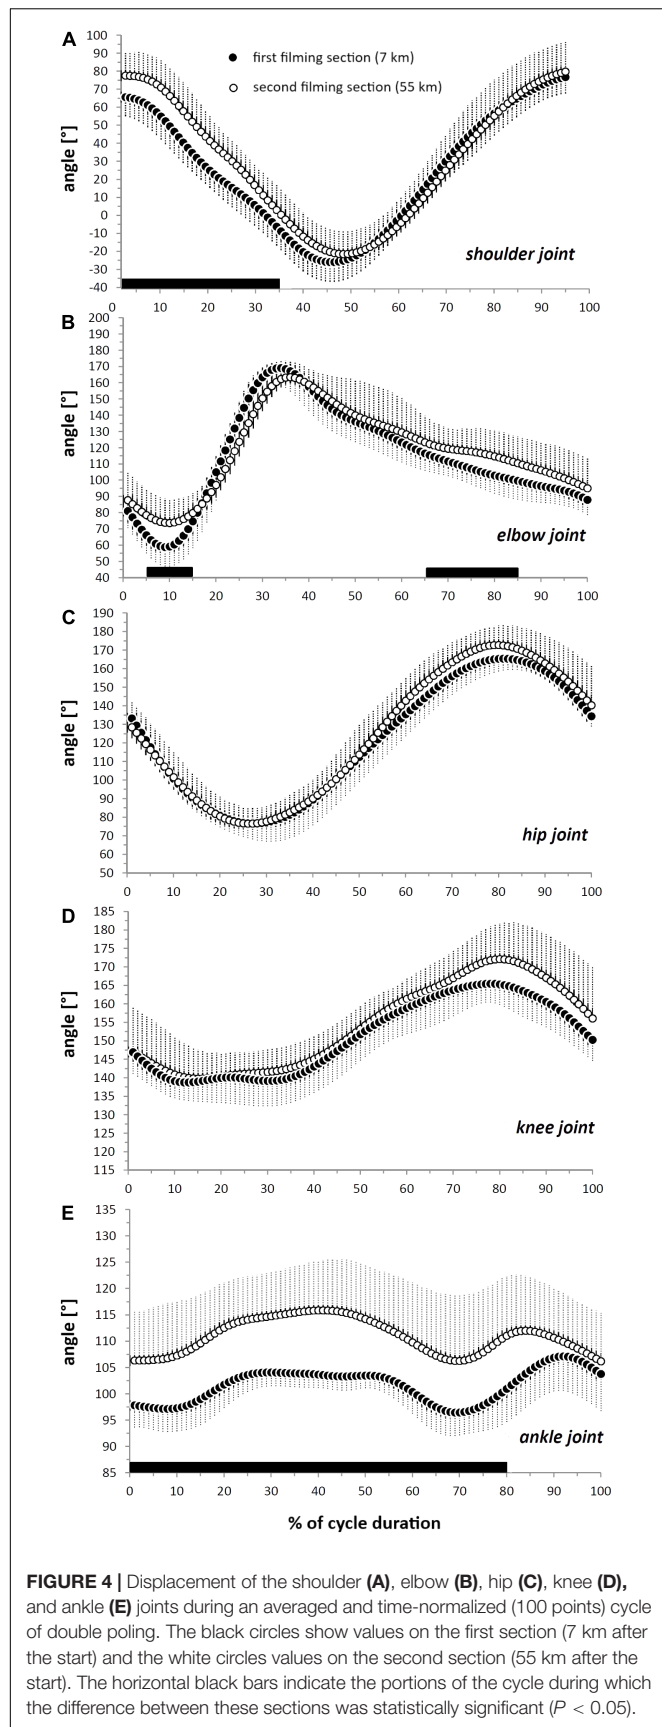 A
100
90
80
70
60
50
40
30
20
10
0
-10
-20
-30
-40
angle [°]
first filming section (7 km)
second filming section (55 km)
shoulder joint
0 10 20 30 40 50 60 70 80 90 100
B
200
190
180
170
160
150
140
130
120
110
100
90
80
70
60
50
40
angle [°]
elbow joint
0 10 20 30 40 50 60 70 80 90 100
C
190
180
170
160
150
140
130
120
110
100
90
80
70
60
50
angle [°]
hip joint
0 10 20 30 40 50 60 70 80 90 100
D
185
180
175
170
165
160
155
150
145
140
135
130
125
120
115
angle [°]
knee joint
0 10 20 30 40 50 60 70 80 90 100
E
135
130
125
120
115
110
105
100
95
90
85
angle [°]
ankle joint
0 10 20 30 40 50 60 70 80 90 100
% of cycle duration
FIGURE 4 | Displacement of the shoulder (A), elbow (B), hip (C), knee (D),
and ankle (E) joints during an averaged and time-normalized (100 points) cycle
of double poling. The black circles show values on the first section (7 km after
the start) and the white circles values on the second section (55 km after the
start). The horizontal black bars indicate the portions of the cycle during which
the difference between these sections was statistically significant (P < 0.05).